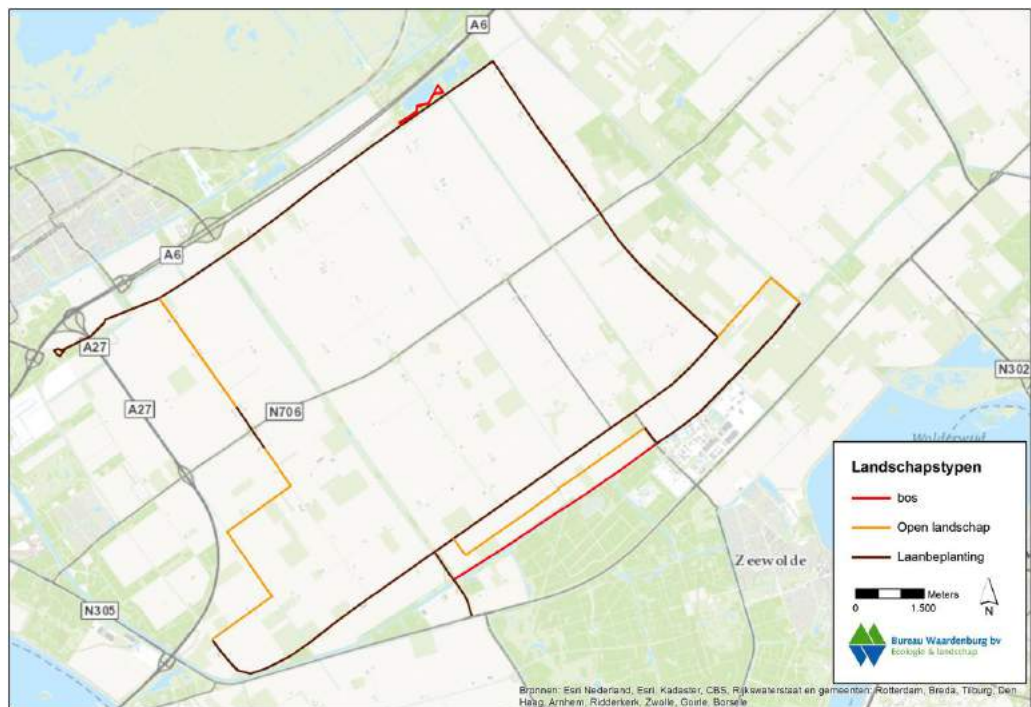 A6
A6
A27
A27
N706
N302
Wolderwijd
Zeewolde
N305
Landschapstypen
bos
Open landschap
Laanbeplanting
Meters
0 1.500
N
Bureau Waardenburg bv
Ecologie & landschap
Bronnen: Esri Nederland, Esri, Kadaster, CBS, Rijkswaterstaat en gemeenten: Rotterdam, Breda, Tilburg, Den
Haag, Arnhem, Ridderkerk, Zwolle, Goirle, Borsele